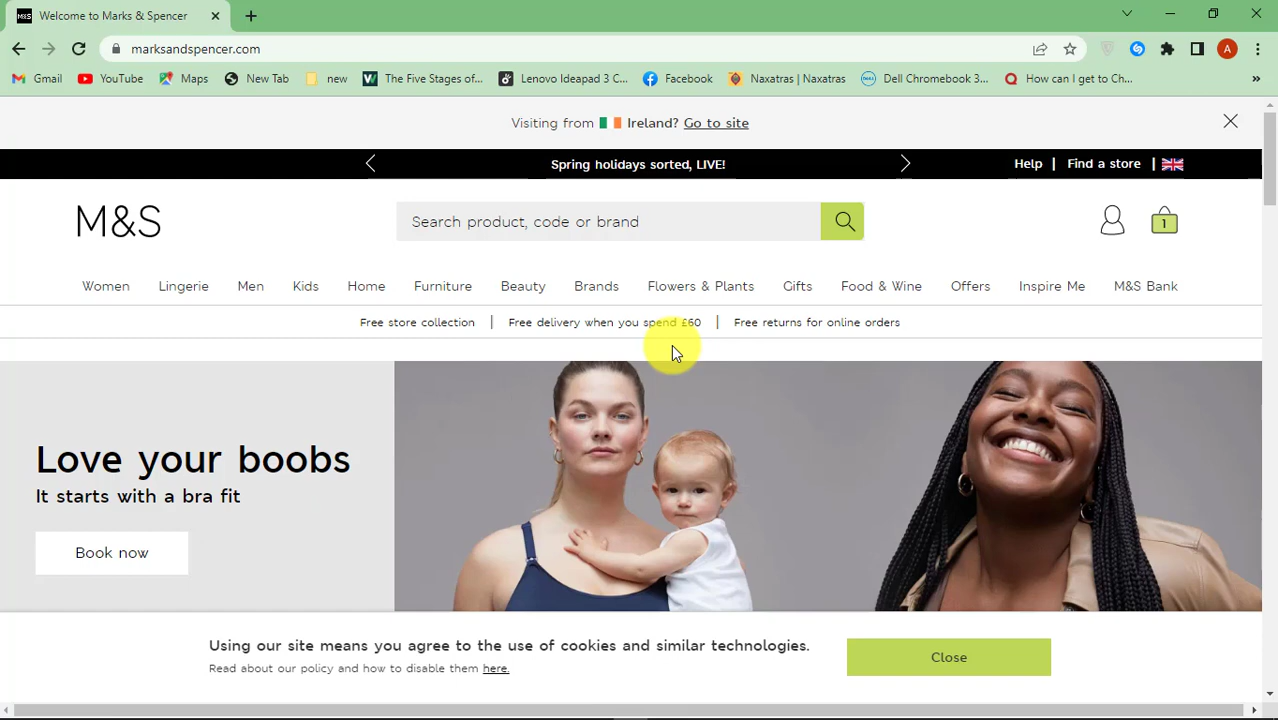 M&S Welcome to Marks & Spencer
marksandspencer.com
A
Gmail YouTube Maps New Tab new The Five Stages of... Lenovo Ideapad 3 C... Facebook Naxatras | Naxatras Dell Chromebook 3... How can I get to Ch...
Visiting from Ireland? Go to site
Spring holidays sorted, LIVE!
Help | Find a store |
M&S
Search product, code or brand
1
Women Lingerie Men Kids Home Furniture Beauty Brands Flowers & Plants Gifts Food & Wine Offers Inspire Me M&S Bank
Free store collection | Free delivery when you spend £60 | Free returns for online orders
Love your boobs
It starts with a bra fit
Book now
Using our site means you agree to the use of cookies and similar technologies.
Read about our policy and how to disable them here.
Close